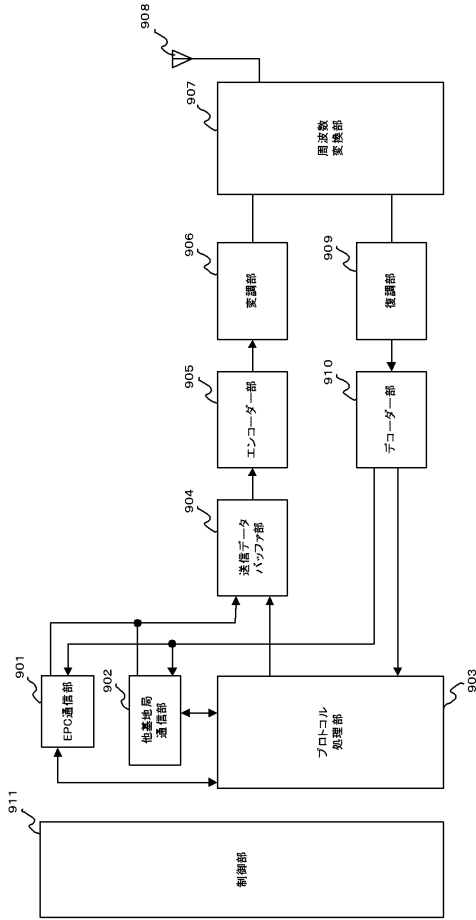 911
制御部
901
EPC通信部
902
他基地局
通信部
903
プロトコル
処理部
904
送信データ
バッファ部
905
エンコーダー部
906
変調部
907
周波数
変換部
908
909
復調部
910
デコーダー部